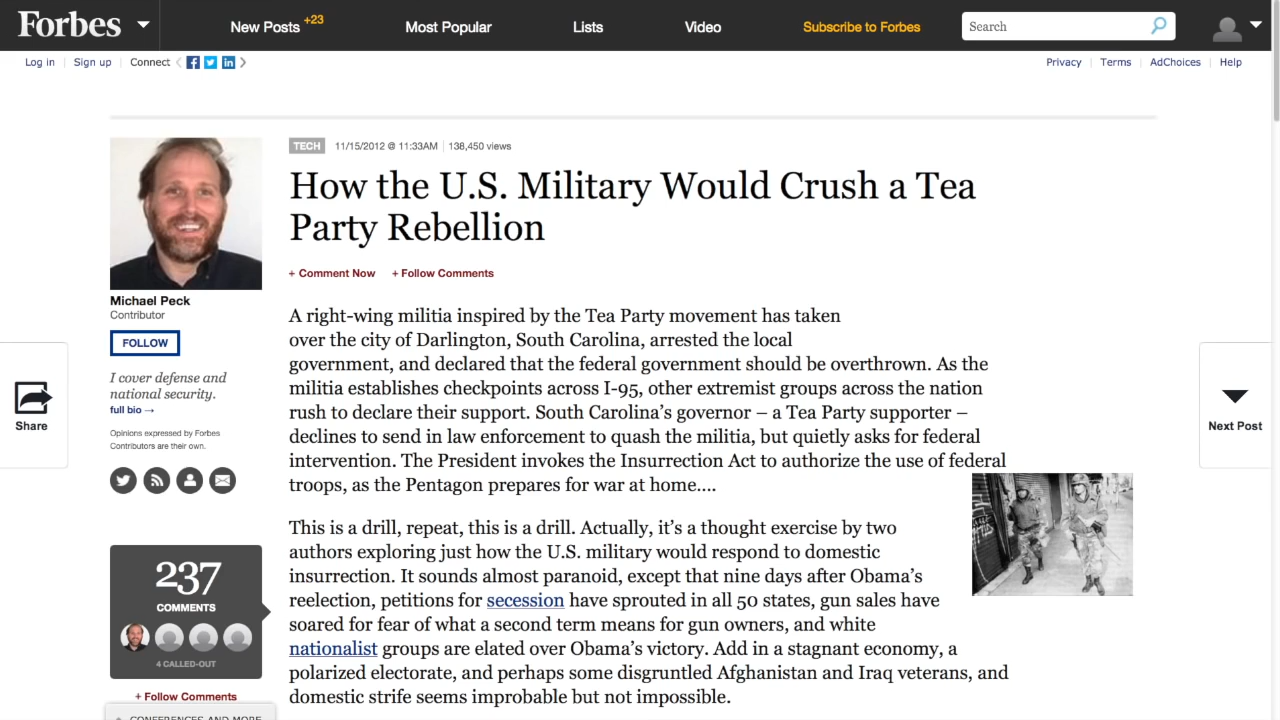 Forbes
New Posts +23
Most Popular
Lists
Video
Subscribe to Forbes
Search
Log in
Sign up
Connect
Privacy
Terms
AdChoices
Help
TECH 11/15/2012 @ 11:33AM 138,450 views
How the U.S. Military Would Crush a Tea
Party Rebellion
+ Comment Now + Follow Comments
Michael Peck
Contributor
FOLLOW
I cover defense and
national security.
full bio →
Opinions expressed by Forbes
Contributors are their own.
237
COMMENTS
4 CALLED-OUT
+ Follow Comments
CONFERENCES AND MORE
A right-wing militia inspired by the Tea Party movement has taken
over the city of Darlington, South Carolina, arrested the local
government, and declared that the federal government should be overthrown. As the
militia establishes checkpoints across I-95, other extremist groups across the nation
rush to declare their support. South Carolina’s governor – a Tea Party supporter –
declines to send in law enforcement to quash the militia, but quietly asks for federal
intervention. The President invokes the Insurrection Act to authorize the use of federal
troops, as the Pentagon prepares for war at home….
This is a drill, repeat, this is a drill. Actually, it’s a thought exercise by two
authors exploring just how the U.S. military would respond to domestic
insurrection. It sounds almost paranoid, except that nine days after Obama’s
reelection, petitions for secession have sprouted in all 50 states, gun sales have
soared for fear of what a second term means for gun owners, and white
nationalist groups are elated over Obama’s victory. Add in a stagnant economy, a
polarized electorate, and perhaps some disgruntled Afghanistan and Iraq veterans, and
domestic strife seems improbable but not impossible.
Share
Next Post